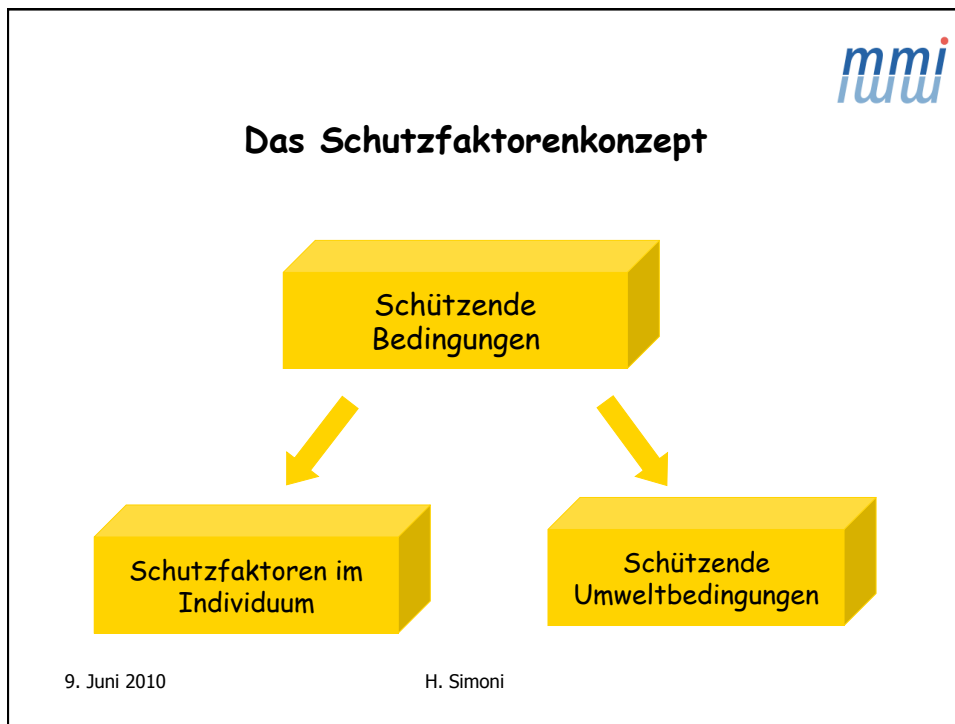 mmi
Das Schutzfaktorenkonzept
Schützende
Bedingungen
Schutzfaktoren im
Individuum
Schützende
Umweltbedingungen
9. Juni 2010
H. Simoni